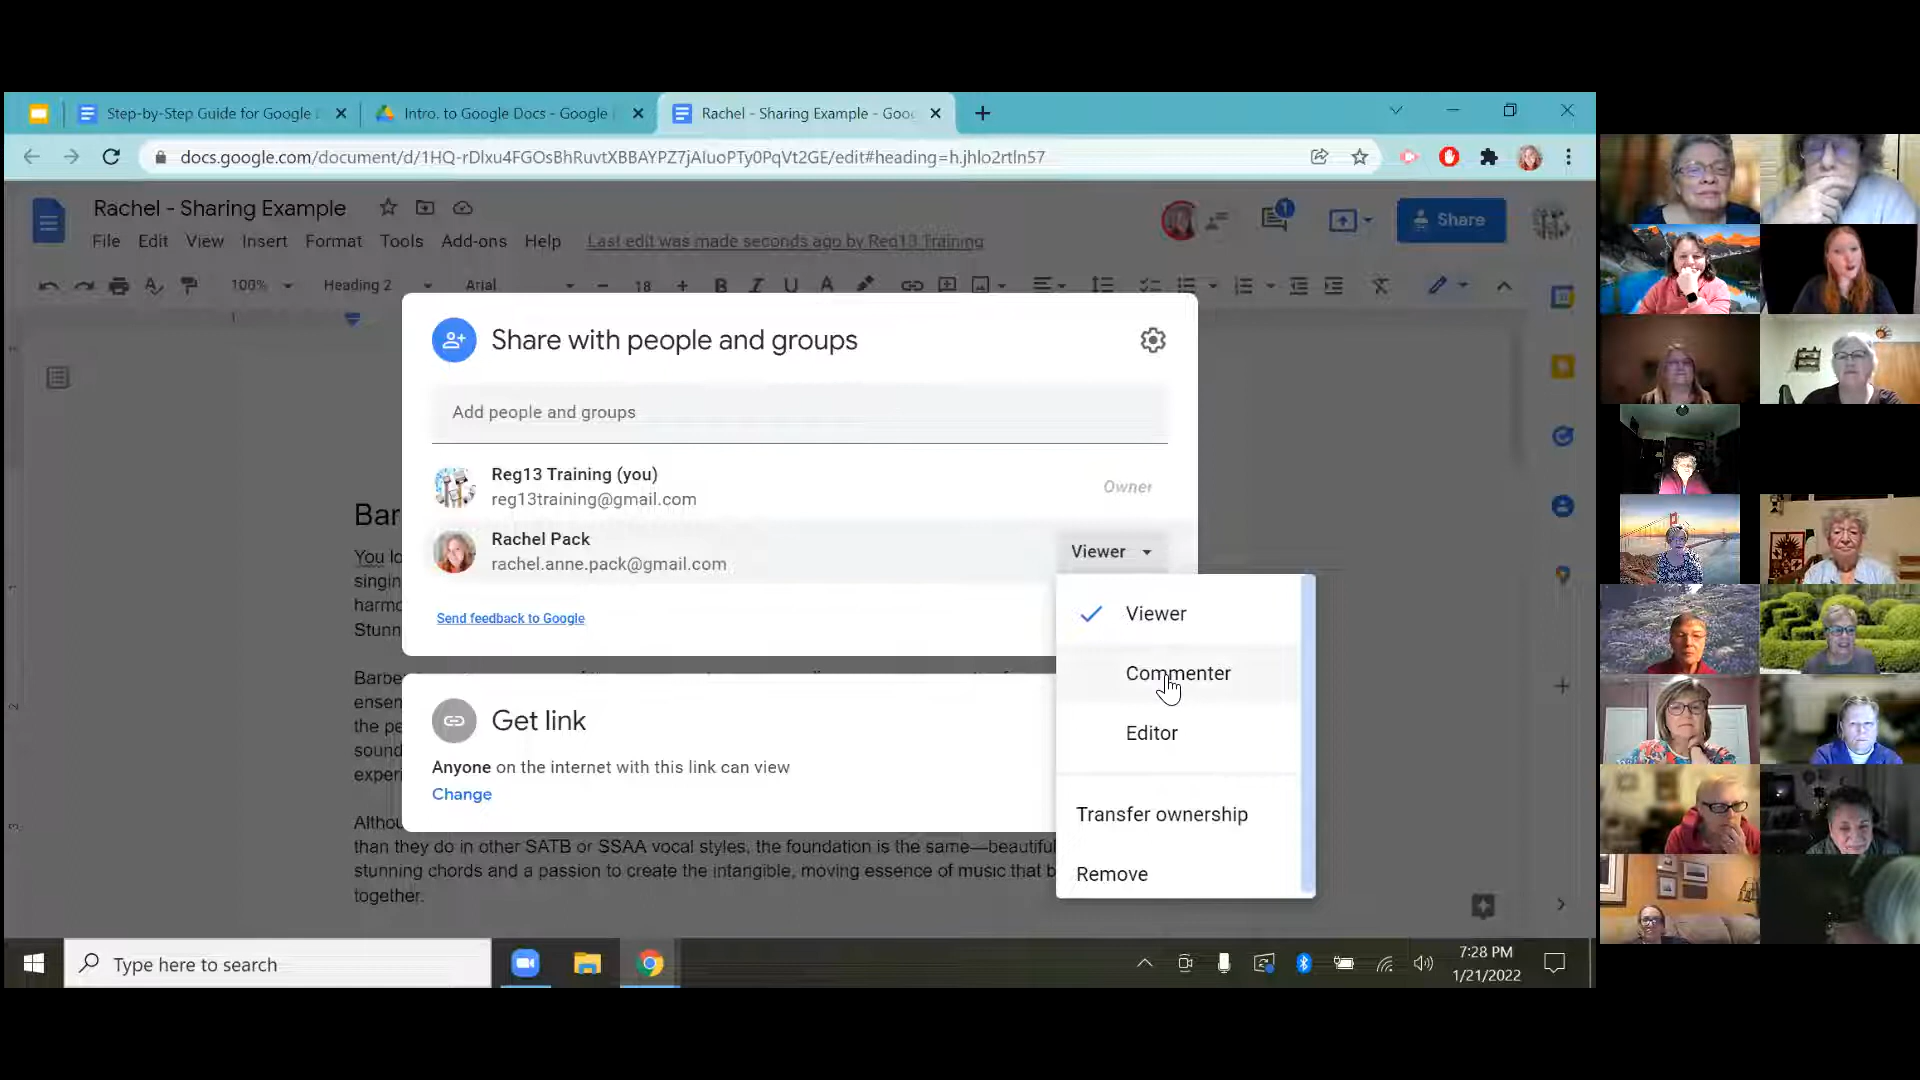 Step-by-Step Guide for Google
Intro. to Google Docs - Google
Rachel - Sharing Example - Goo
docs.google.com/document/d/1HQ-rDlxu4FGOsBhRuvtXBBAYPZ7jAIuoPTy0PqVt2GE/edit#heading=h.jhlo2rtln57
Rachel - Sharing Example
File Edit View Insert Format Tools Add-ons Help Last edit was made seconds ago by Reg13 Training
1
Share
100% Heading 2 Arial 18
Share with people and groups
Add people and groups
Reg13 Training (you)
reg13training@gmail.com
Owner
Rachel Pack
rachel.anne.pack@gmail.com
Viewer
Send feedback to Google
Viewer
Commenter
Editor
Transfer ownership
Remove
Get link
Anyone on the internet with this link can view
Change
Bar
You lo
singin
harmo
Stunn
Barbe
ensen
the pe
sound
experi
Althou
than they do in other SATB or SSAA vocal styles, the foundation is the same—beautiful
stunning chords and a passion to create the intangible, moving essence of music that b
together.
Type here to search
7:28 PM
1/21/2022